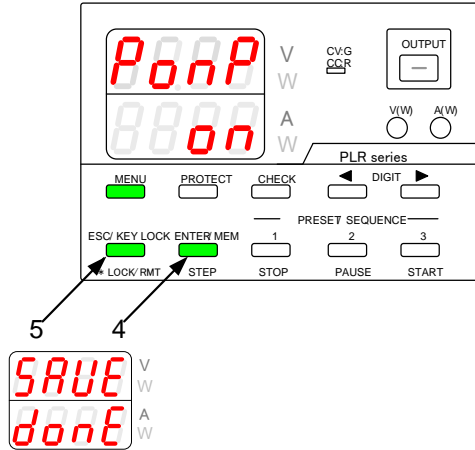 PonP
V
W
on
A
W
CV:G
CC:R
OUTPUT
V(W) A(W)
PLR series
MENU PROTECT CHECK ◀ DIGIT ▶
PRESET/ SEQUENCE
ESC/ KEY LOCK ENTER/MEM 1 2 3
* LOCK/RMT STEP STOP PAUSE START
5 4
SAVE
V
W
donE
A
W